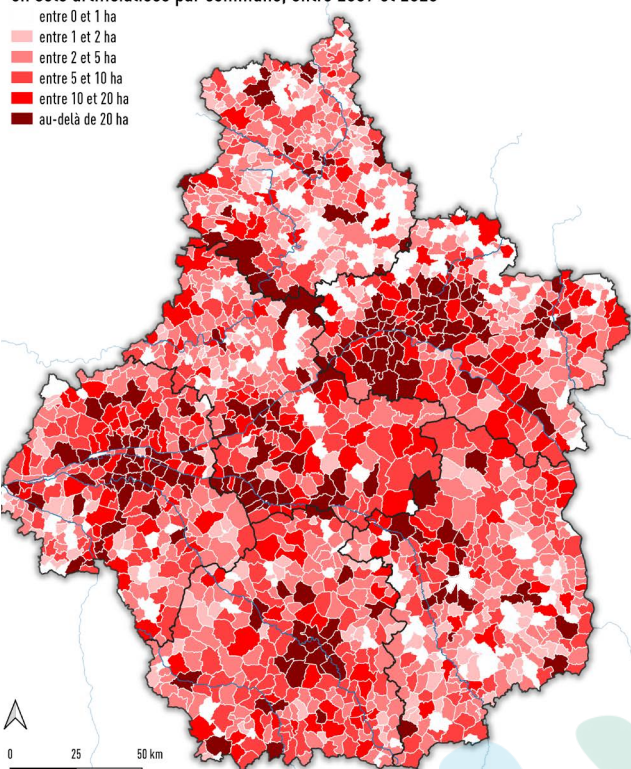 entre 0 et 1 ha
entre 1 et 2 ha
entre 2 et 5 ha
entre 5 et 10 ha
entre 10 et 20 ha
au-delà de 20 ha
0 25 50 km